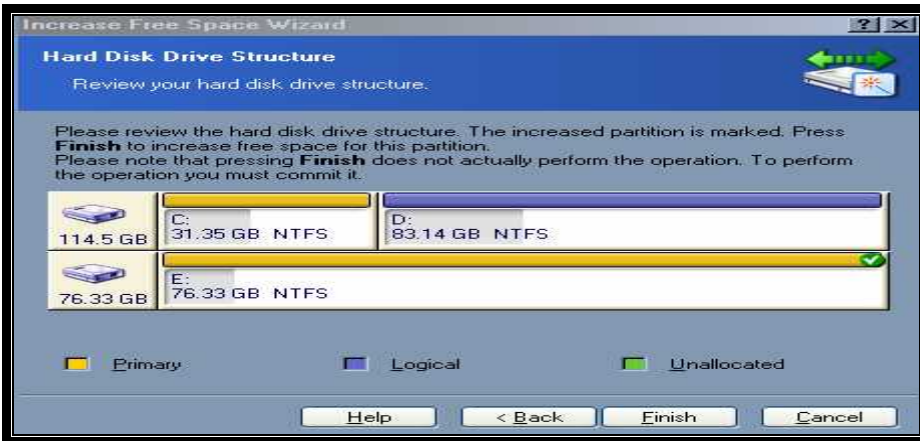 Increase Free Space Wizard
Hard Disk Drive Structure
Review your hard disk drive structure.
Please review the hard disk drive structure. The increased partition is marked. Press
Finish to increase free space for this partition.
Please note that pressing Finish does not actually perform the operation. To perform
the operation you must commit it.
114.5 GB
C:
31.35 GB NTFS
D:
83.14 GB NTFS
76.33 GB
E:
76.33 GB NTFS
Primary
Logical
Unallocated
Help
< Back
Finish
Cancel